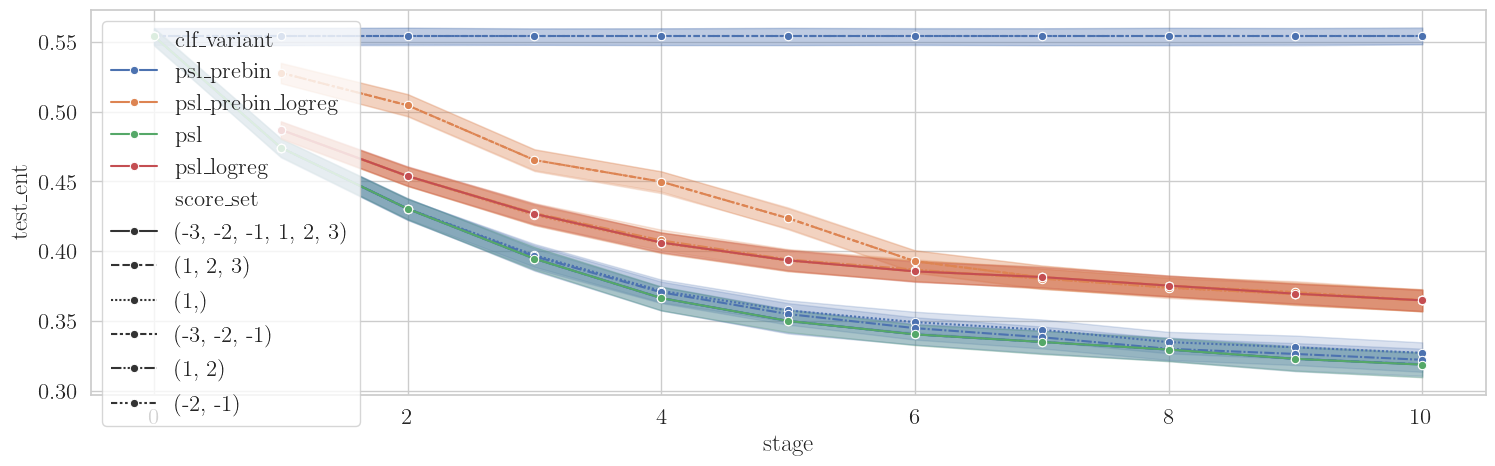 clf_variant
psl_prebin
psl_prebin_logreg
psl
psl_logreg
score_set
(-3, -2, -1, 1, 2, 3)
(1, 2, 3)
(1,)
(-3, -2, -1)
(1, 2)
(-2, -1)
0.55
0.50
0.45
0.40
0.35
0.30
test_ent
0 2 4 6 8 10
stage